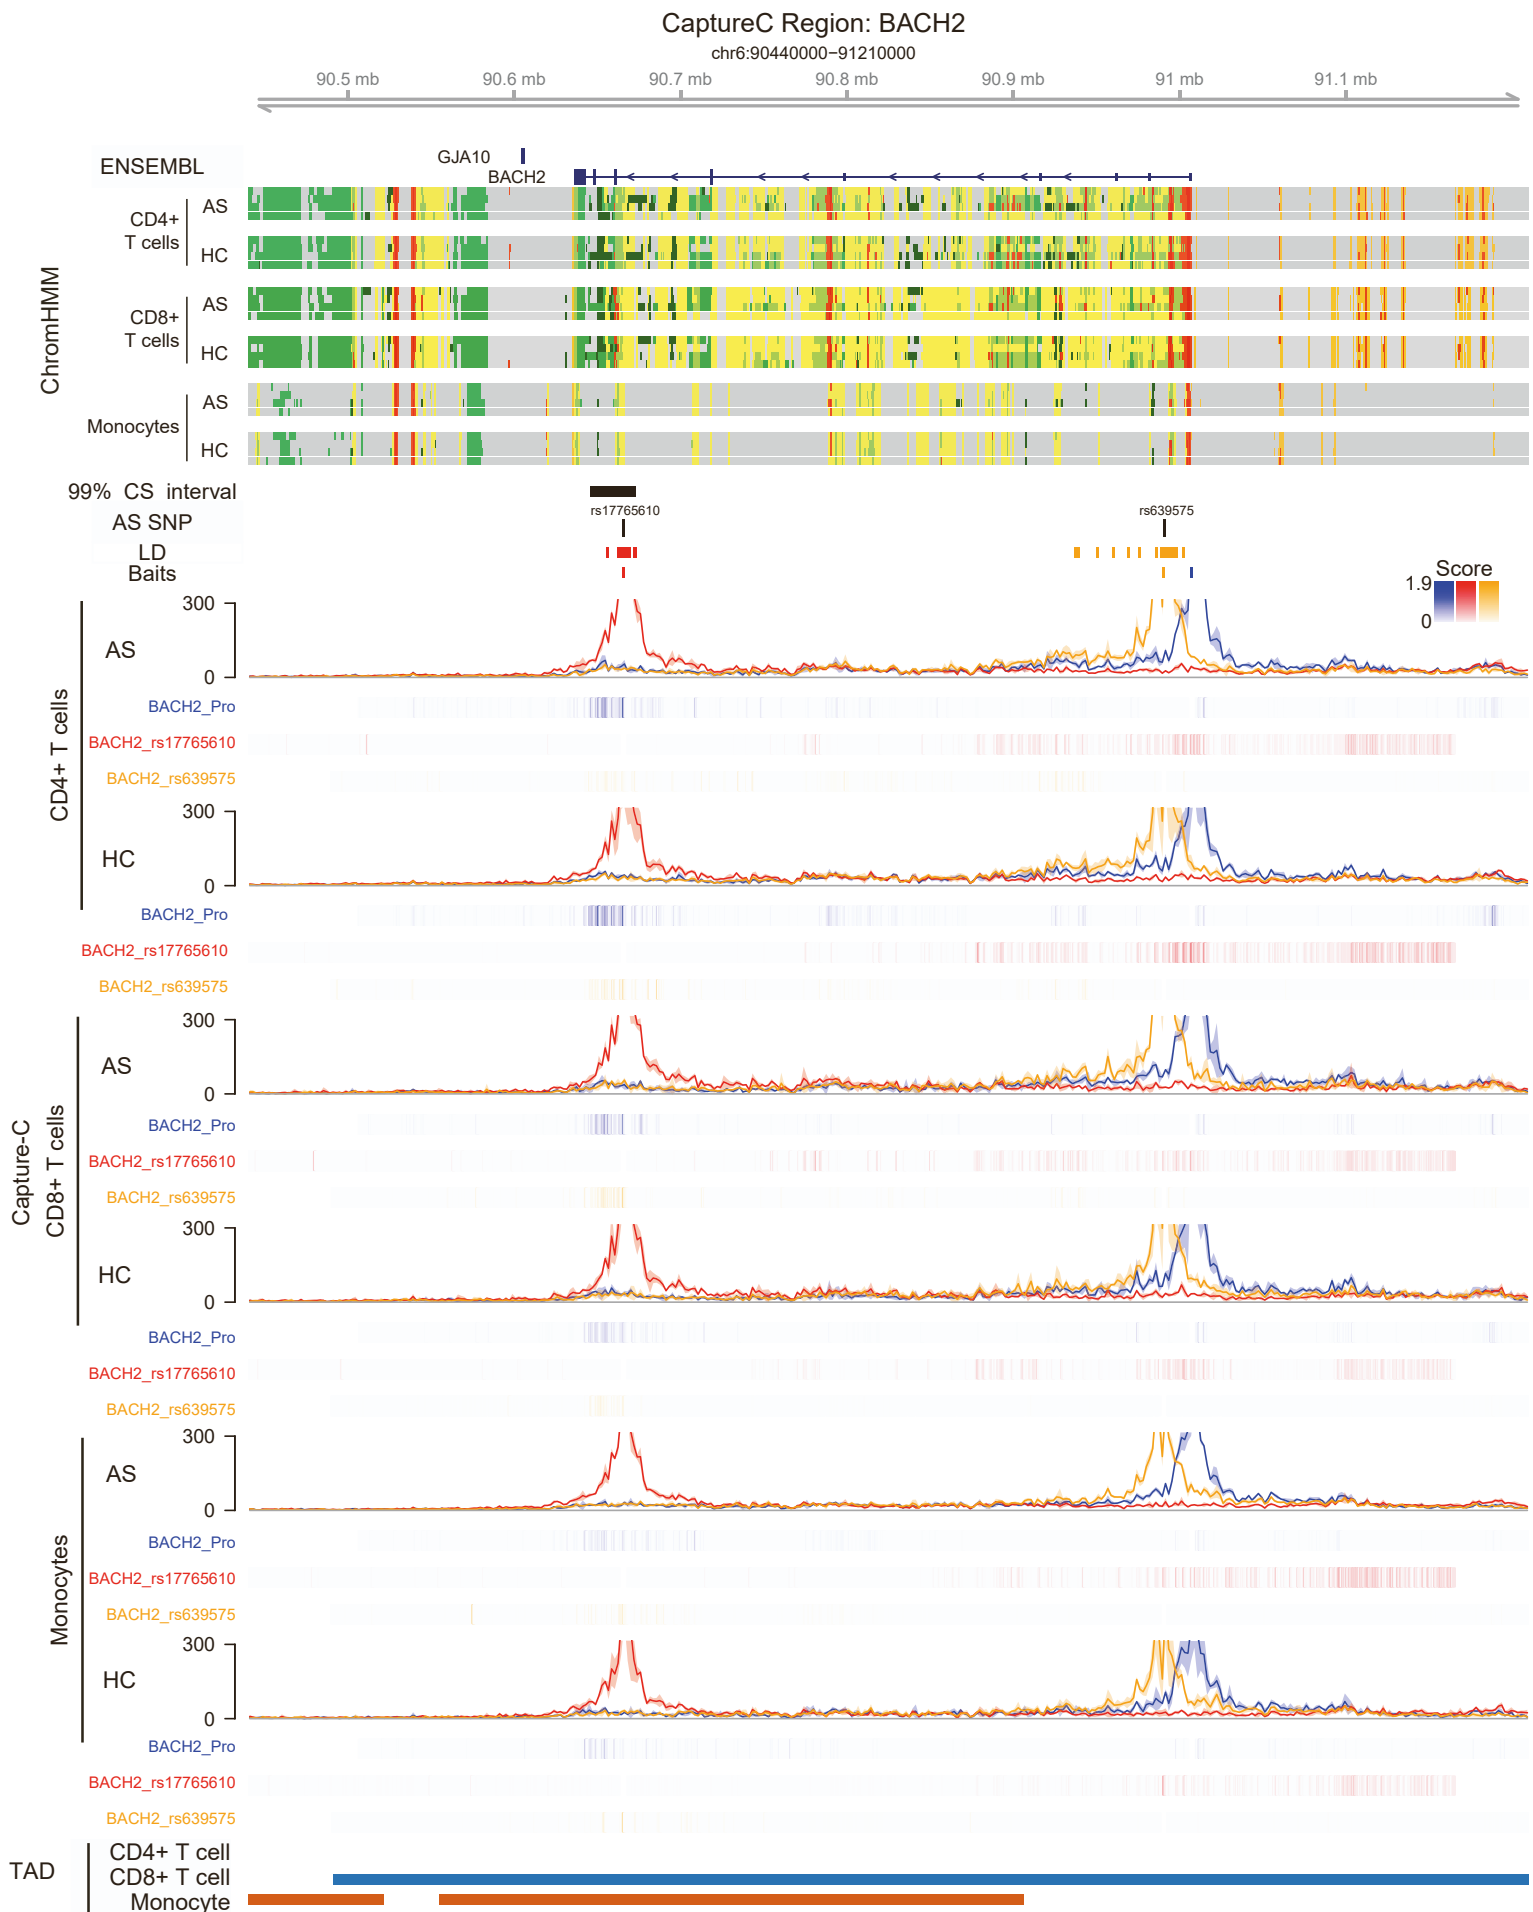 CaptureC Region: BACH2
chr6:90440000−91210000
90.5 mb 90.6 mb 90.7 mb 90.8 mb 90.9 mb 91 mb 91.1 mb
ENSEMBL
GJA10
BACH2
ChromHMM
CD4+ T cells
AS
HC
CD8+ T cells
AS
HC
Monocytes
AS
HC
99% CS interval
AS SNP
rs17765610 rs639575
LD
Baits
Score
1.9
0
Capture-C
CD4+ T cells
AS
300
0
BACH2_Pro
BACH2_rs17765610
BACH2_rs639575
HC
300
0
BACH2_Pro
BACH2_rs17765610
BACH2_rs639575
CD8+ T cells
AS
300
0
BACH2_Pro
BACH2_rs17765610
BACH2_rs639575
HC
300
0
BACH2_Pro
BACH2_rs17765610
BACH2_rs639575
Monocytes
AS
300
0
BACH2_Pro
BACH2_rs17765610
BACH2_rs639575
HC
300
0
BACH2_Pro
BACH2_rs17765610
BACH2_rs639575
TAD
CD4+ T cell
CD8+ T cell
Monocyte